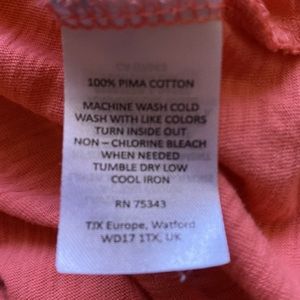 100% PIMA COTTON
MACHINE WASH COLD
WASH WITH LIKE COLORS
TURN INSIDE OUT
NON – CHLORINE BLEACH
WHEN NEEDED
TUMBLE DRY LOW
COOL IRON
RN 75343
TJX Europe, Watford
WD17 1TX, UK